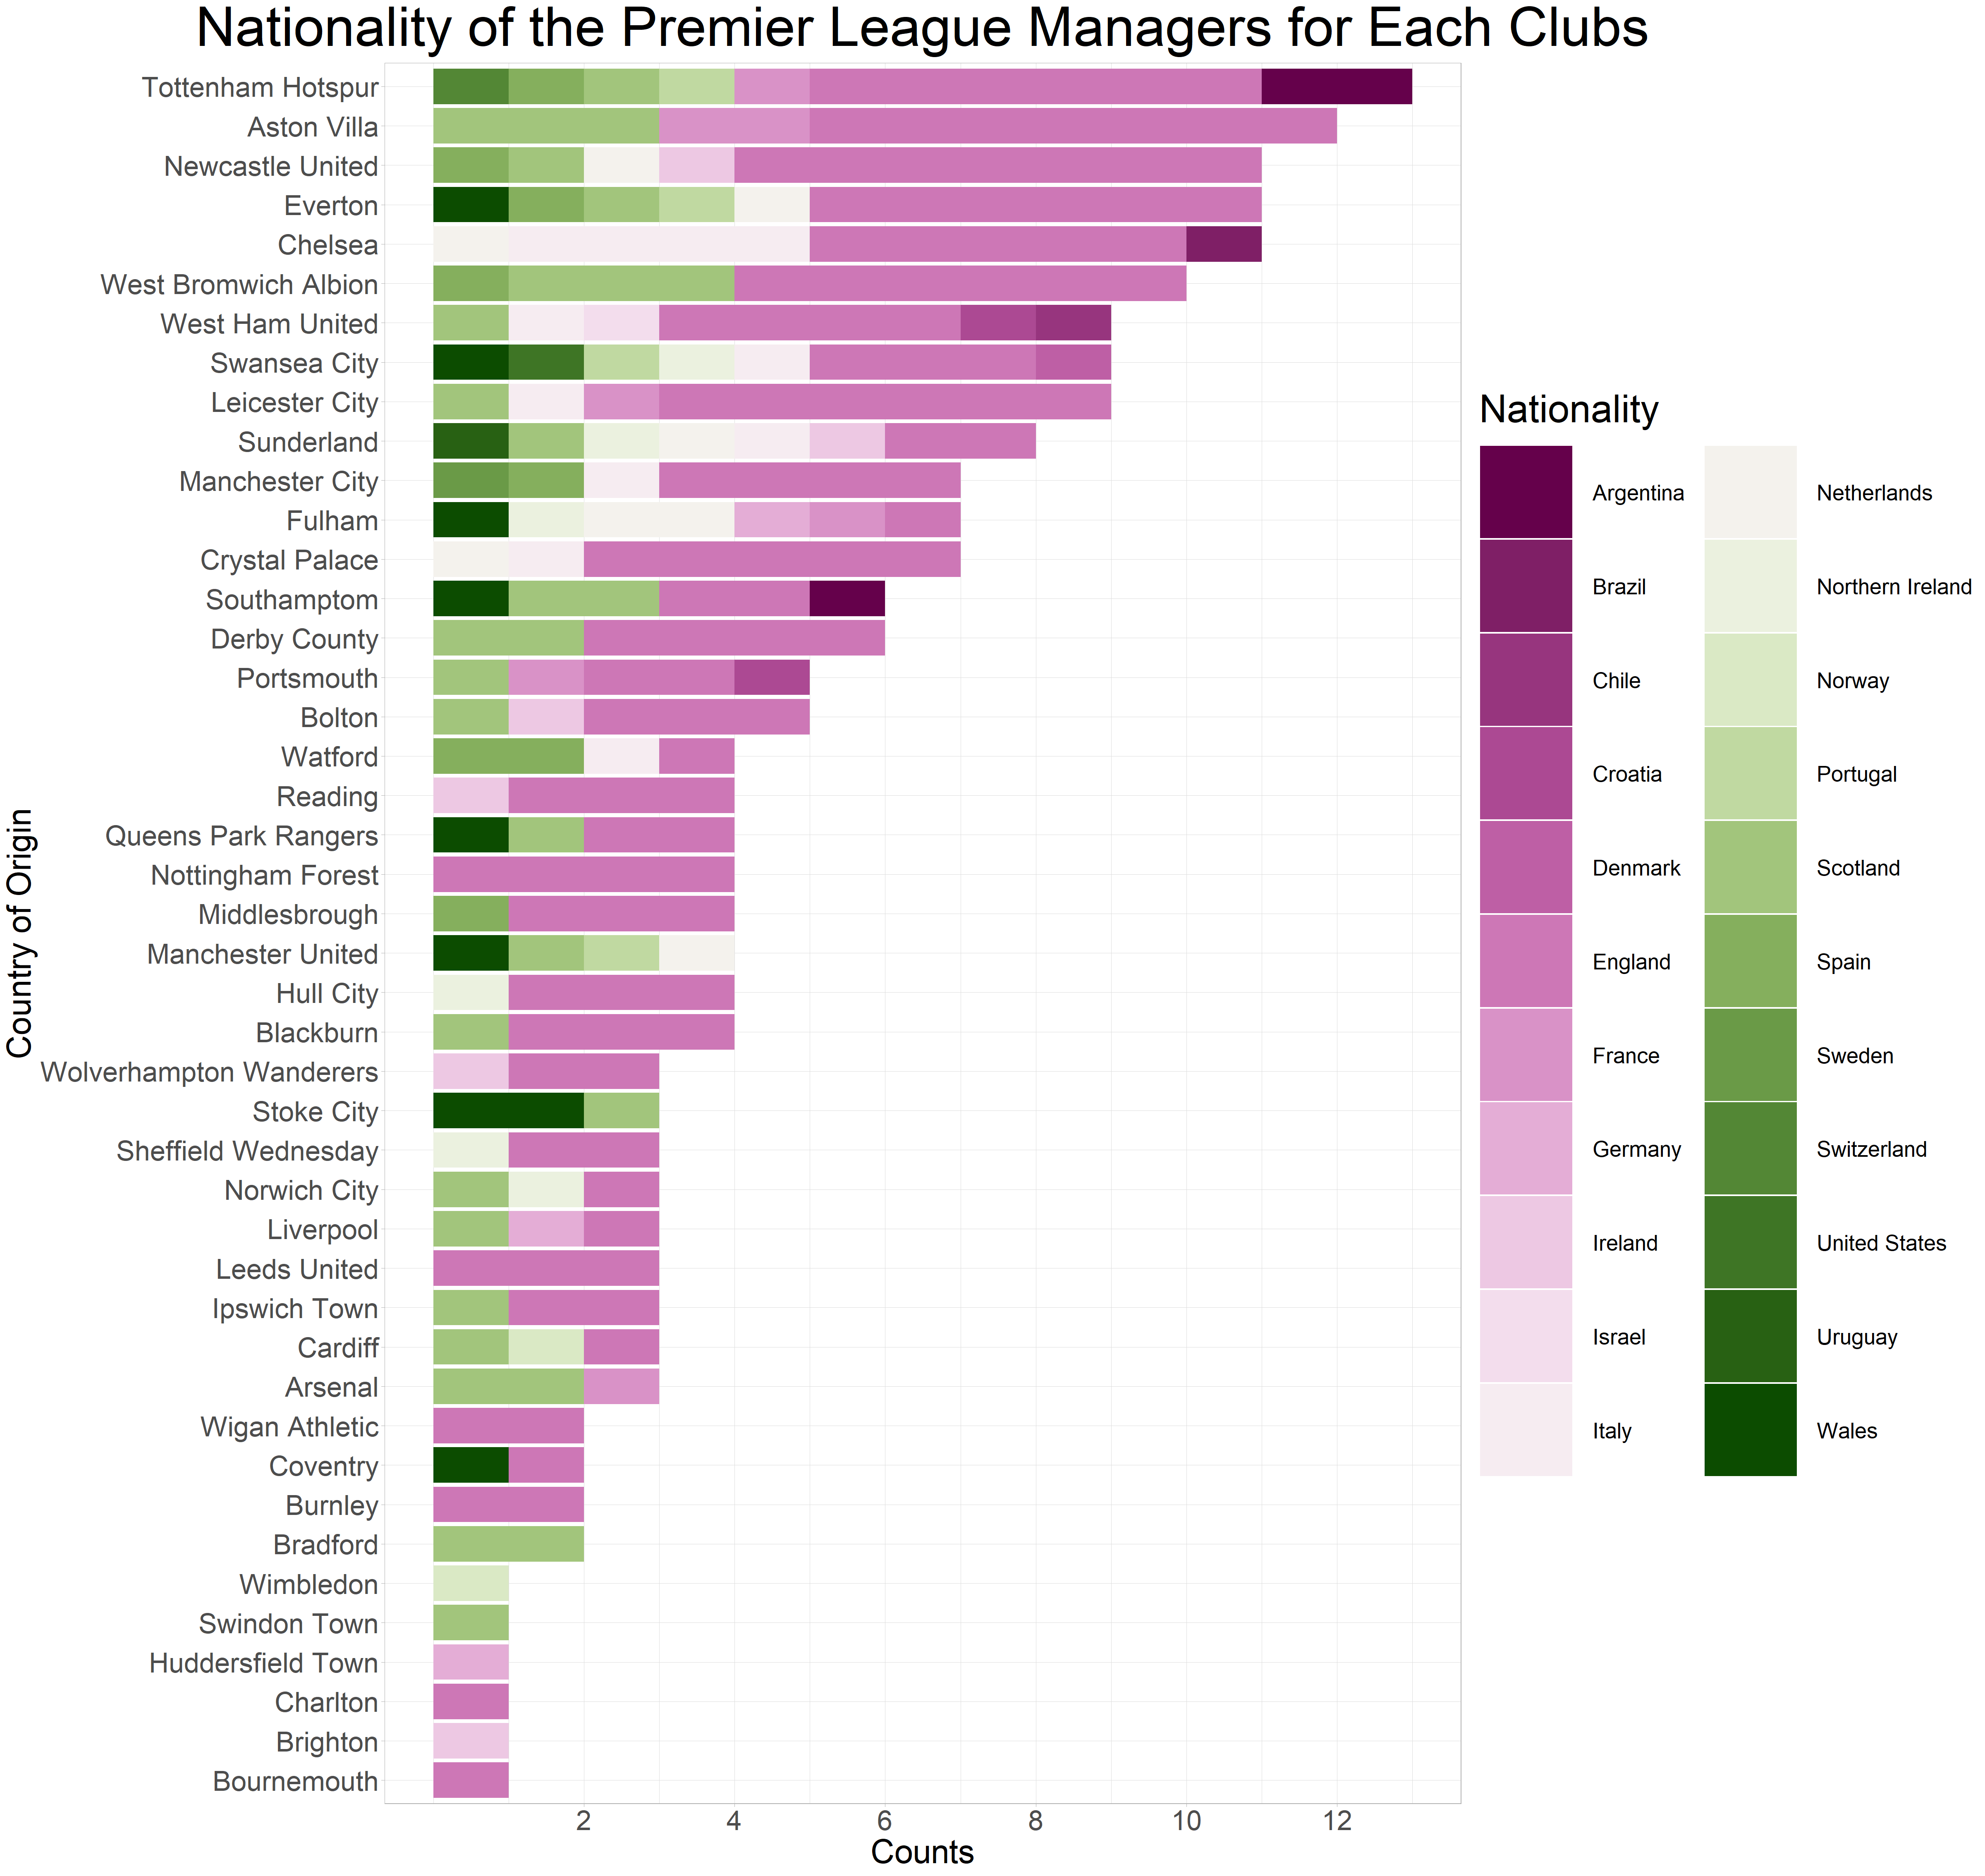 Nationality of the Premier League Managers for Each Clubs
Tottenham Hotspur
Aston Villa
Newcastle United
Everton
Chelsea
West Bromwich Albion
West Ham United
Swansea City
Leicester City
Sunderland
Manchester City
Fulham
Crystal Palace
Southamptom
Derby County
Portsmouth
Bolton
Watford
Reading
Queens Park Rangers
Nottingham Forest
Middlesbrough
Manchester United
Hull City
Blackburn
Wolverhampton Wanderers
Stoke City
Sheffield Wednesday
Norwich City
Liverpool
Leeds United
Ipswich Town
Cardiff
Arsenal
Wigan Athletic
Coventry
Burnley
Bradford
Wimbledon
Swindon Town
Huddersfield Town
Charlton
Brighton
Bournemouth
Country of Origin
2 4 6 8 10 12
Counts
Nationality
Argentina
Brazil
Chile
Croatia
Denmark
England
France
Germany
Ireland
Israel
Italy
Netherlands
Northern Ireland
Norway
Portugal
Scotland
Spain
Sweden
Switzerland
United States
Uruguay
Wales